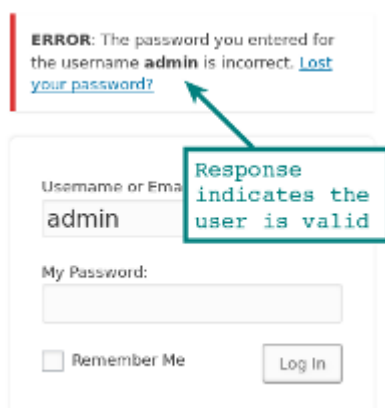 ERROR: The password you entered for
the username admin is incorrect. Lost
your password?
Response
indicates the
user is valid
Username or Ema
admin
My Password:
Remember Me
Log In